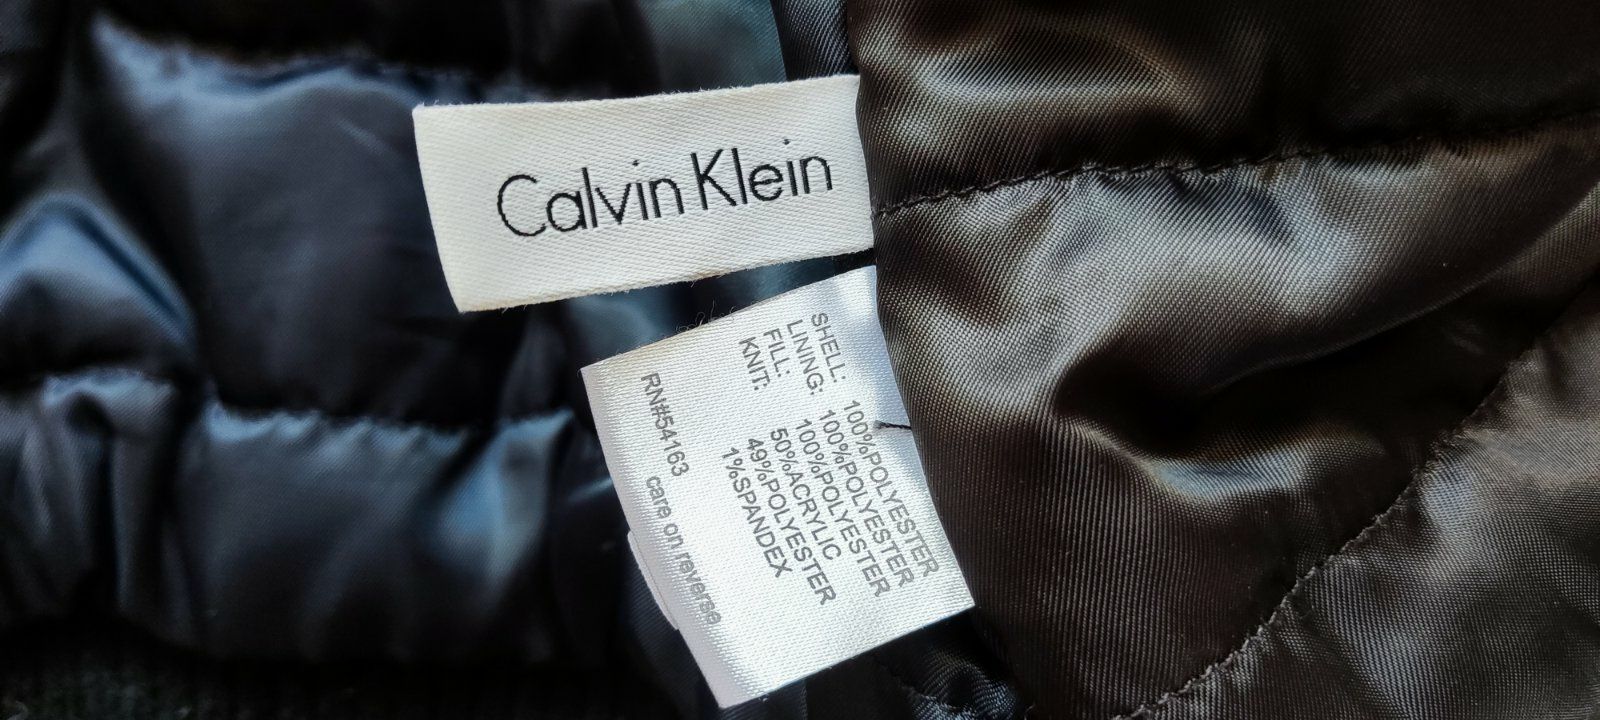 Calvin Klein
SHELL: 100%POLYESTER
LINING: 100%POLYESTER
FILL: 100%POLYESTER
KNIT: 50%ACRYLIC
49%POLYESTER
1%SPANDEX
RN#54163 care on reverse